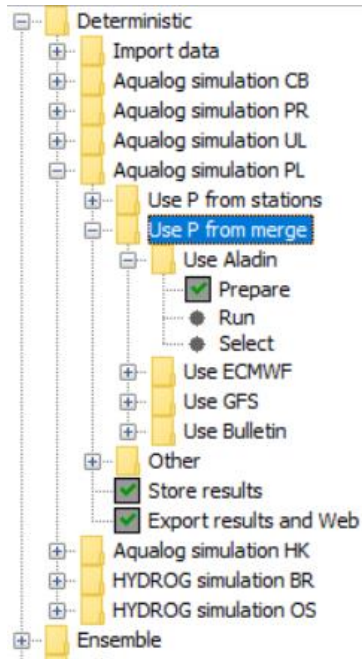 Deterministic
Import data
Aqualog simulation CB
Aqualog simulation PR
Aqualog simulation UL
Aqualog simulation PL
Use P from stations
Use P from merge
Use Aladin
Prepare
Run
Select
Use ECMWF
Use GFS
Use Bulletin
Other
Store results
Export results and Web
Aqualog simulation HK
HYDROG simulation BR
HYDROG simulation OS
Ensemble